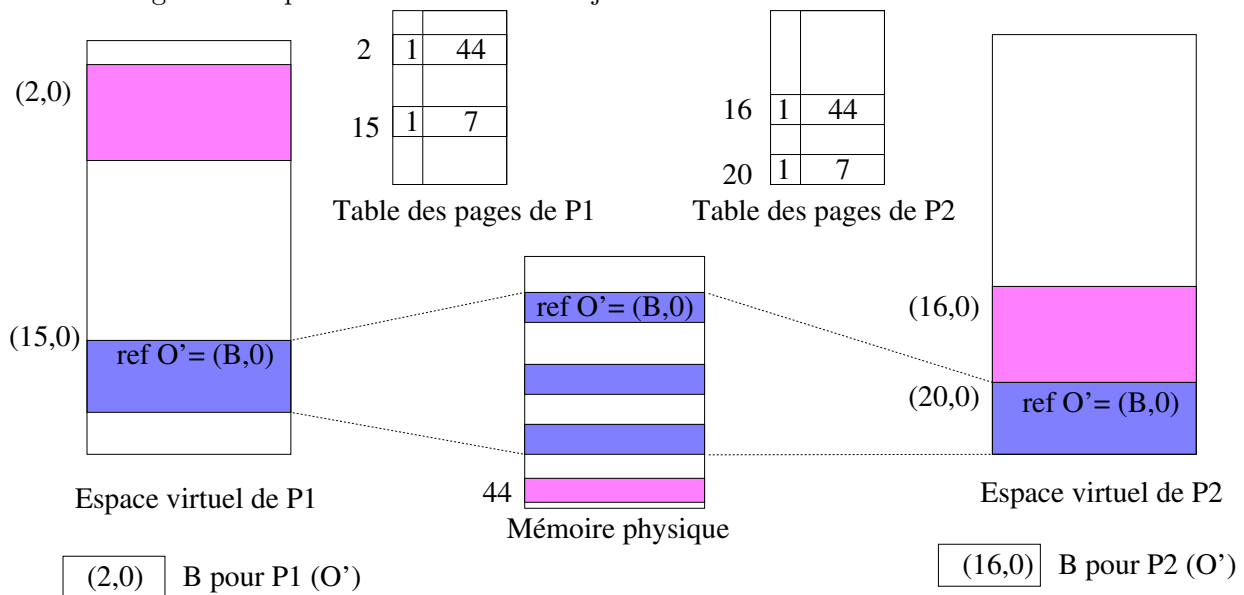 2 1 44
(2,0)
15 1 7
16 1 44
20 1 7
Table des pages de P1
Table des pages de P2
ref O'= (B,0)
(16,0)
(15,0)
ref O'= (B,0)
(20,0)
ref O'= (B,0)
Espace virtuel de P1
44
Espace virtuel de P2
Mémoire physique
(2,0) B pour P1 (O')
(16,0) B pour P2 (O')